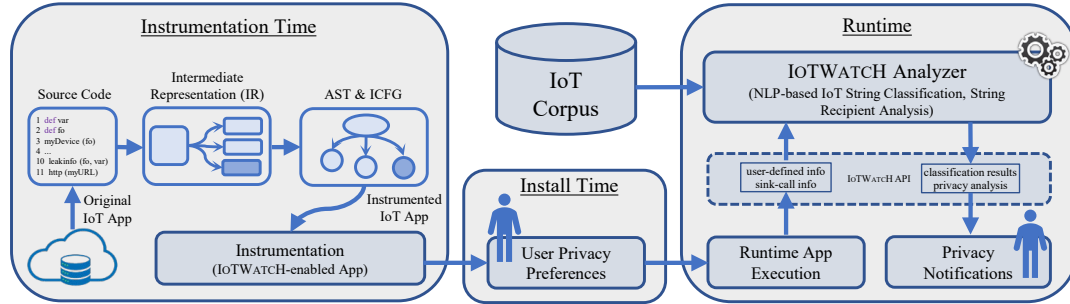 Instrumentation Time
Source Code
1 def var
2 def fo
3 myDevice (fo)
4 ...
10 leakinfo (fo, var)
11 http (myURL)
Intermediate
Representation (IR)
AST & ICFG
Original
IoT App
Instrumented
IoT App
Instrumentation
(IOTWATCH-enabled App)
Install Time
User Privacy
Preferences
IoT
Corpus
Runtime
IOTWATCH Analyzer
(NLP-based IoT String Classification, String
Recipient Analysis)
user-defined info
sink-call info
IOTWATCH API
classification results
privacy analysis
Runtime App
Execution
Privacy
Notifications